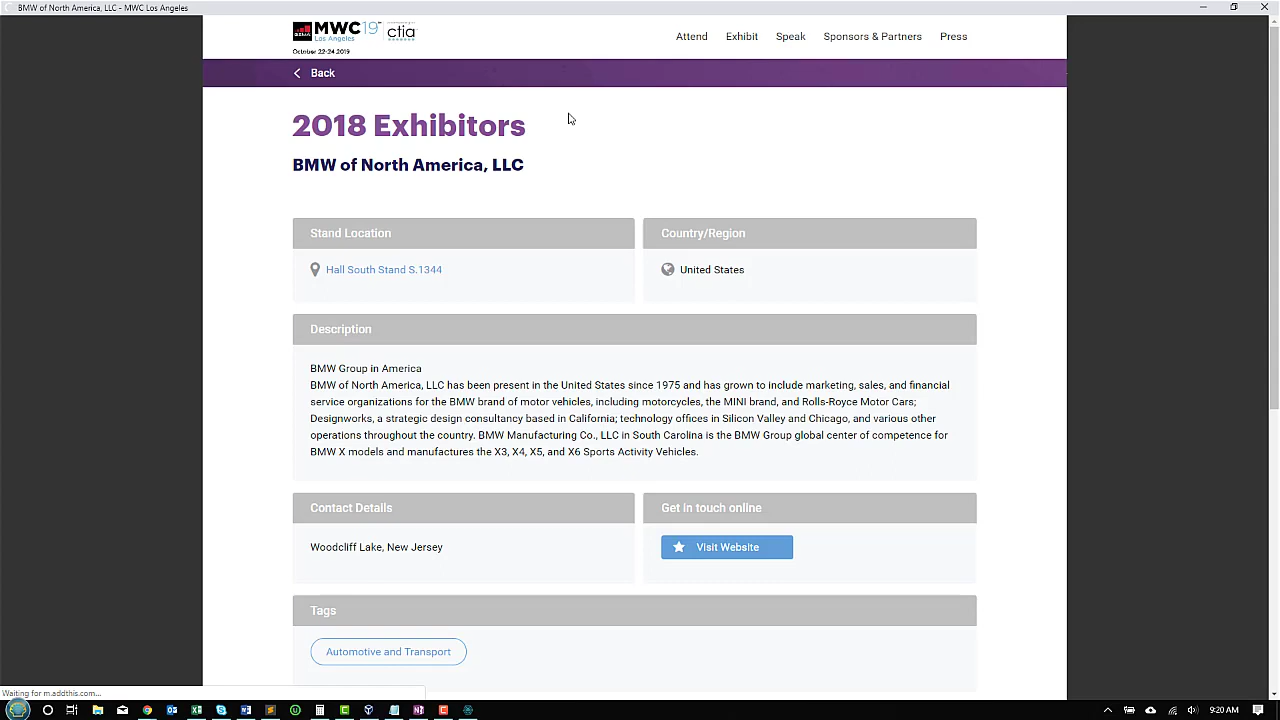 BMW of North America, LLC - MWC Los Angeles
MWC19
Los Angeles
ctia
October 22-24 2019
Attend Exhibit Speak Sponsors & Partners Press
Back
2018 Exhibitors
BMW of North America, LLC
Stand Location
Country/Region
Hall South Stand S.1344
United States
Description
BMW Group in America
BMW of North America, LLC has been present in the United States since 1975 and has grown to include marketing, sales, and financial
service organizations for the BMW brand of motor vehicles, including motorcycles, the MINI brand, and Rolls-Royce Motor Cars;
Designworks, a strategic design consultancy based in California; technology offices in Silicon Valley and Chicago, and various other
operations throughout the country. BMW Manufacturing Co., LLC in South Carolina is the BMW Group global center of competence for
BMW X models and manufactures the X3, X4, X5, and X6 Sports Activity Vehicles.
Contact Details
Get in touch online
Woodcliff Lake, New Jersey
Visit Website
Tags
Automotive and Transport
Waiting for m.addthis.com...
9:20 AM